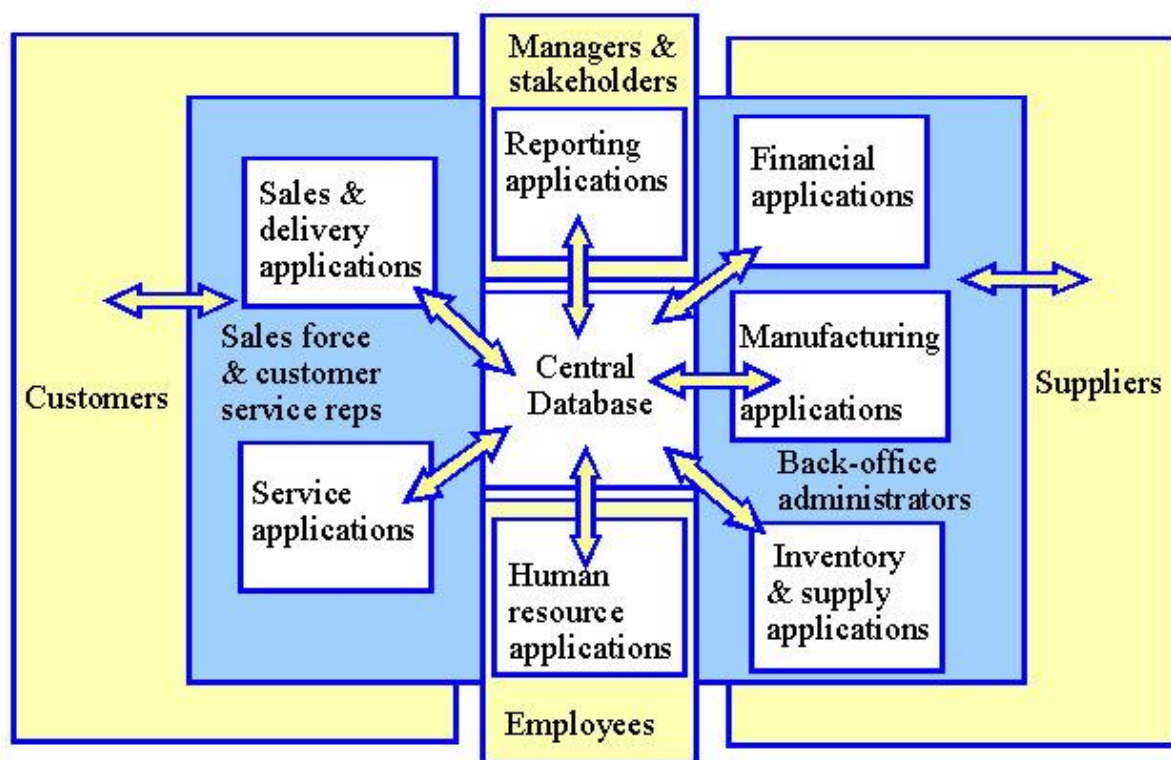 Managers &
stakeholders
Reporting
applications
Financial
applications
Sales &
delivery
applications
Sales force
& customer
service reps
Customers
Central
Database
Manufacturing
applications
Suppliers
Service
applications
Back-office
administrators
Human
resource
applications
Inventory
& supply
applications
Employees